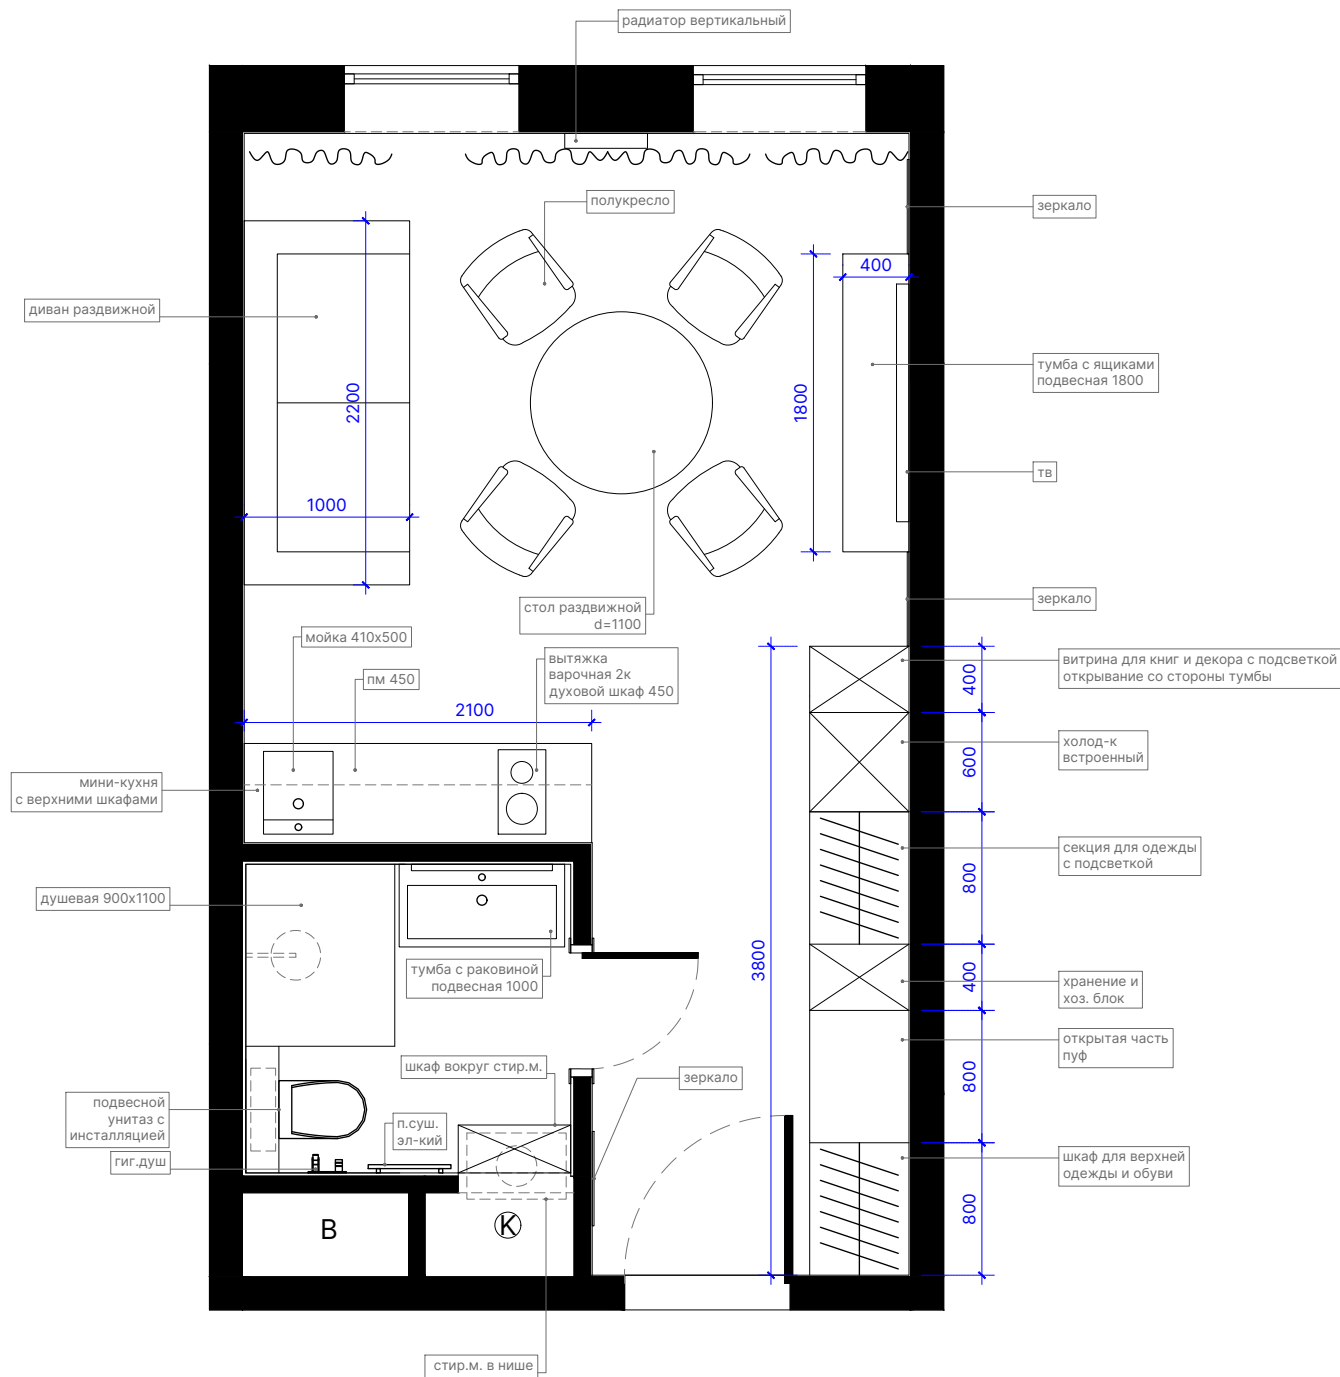 радиатор вертикальный
полукресло
зеркало
400
диван раздвижной
тумба с ящиками
подвесная 1800
2200
1800
тв
1000
зеркало
стол раздвижной
d=1100
мойка 410x500
вытяжка
варочная 2к
духовой шкаф 450
витрина для книг и декора с подсветкой
открывание со стороны тумбы
400
пм 450
2100
холод-к
встроенный
600
мини-кухня
с верхними шкафами
секция для одежды
с подсветкой
800
душевая 900x1100
3800
тумба с раковиной
подвесная 1000
хранение и
хоз. блок
400
открытая часть
пуф
шкаф вокруг стир.м.
зеркало
800
подвесной
унитаз с
инсталляцией
п.суш.
эл-кий
гиг.душ
шкаф для верхней
одежды и обуви
800
В
К
стир.м. в нише